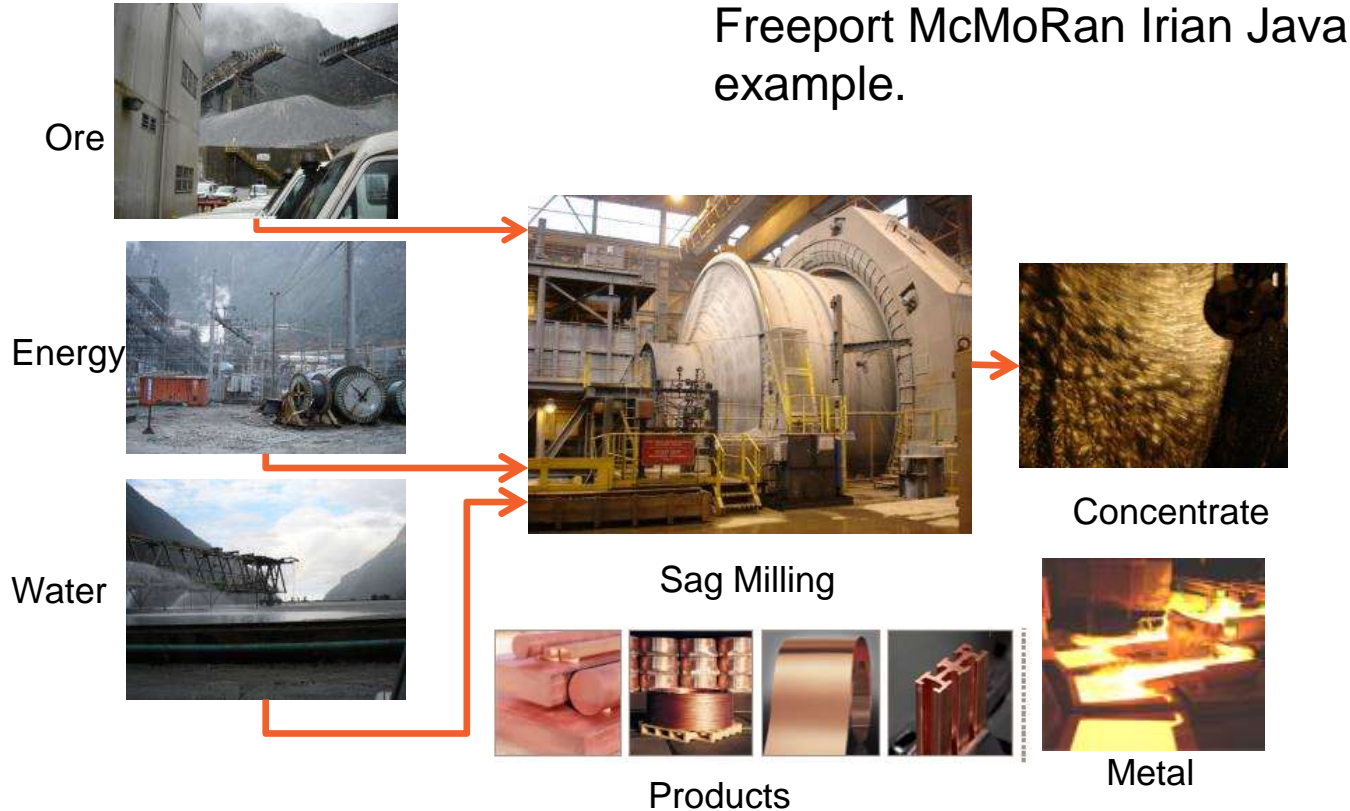 Freeport McMoRan Irian Java
example.
Ore
Energy
Water
Sag Milling
Concentrate
Products
Metal